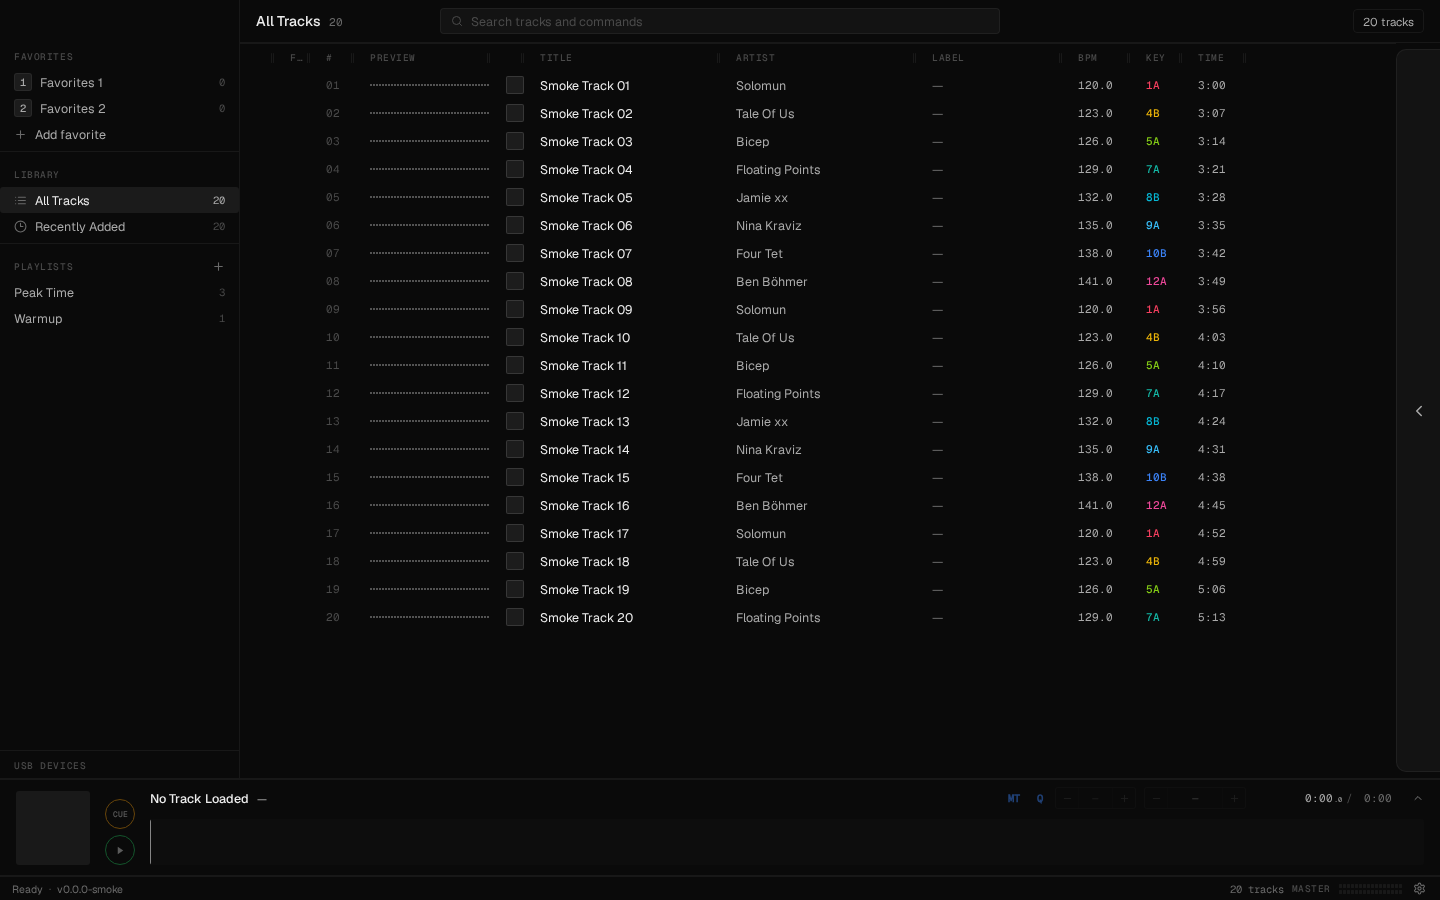 All Tracks 20
Search tracks and commands
20 tracks
FAVORITES
1 Favorites 1 0
2 Favorites 2 0
+ Add favorite
LIBRARY
All Tracks 20
Recently Added 20
PLAYLISTS +
Peak Time 3
Warmup 1
USB DEVICES
F… # PREVIEW TITLE ARTIST LABEL BPM KEY TIME
01 Smoke Track 01 Solomun — 120.0 1A 3:00
02 Smoke Track 02 Tale Of Us — 123.0 4B 3:07
03 Smoke Track 03 Bicep — 126.0 5A 3:14
04 Smoke Track 04 Floating Points — 129.0 7A 3:21
05 Smoke Track 05 Jamie xx — 132.0 8B 3:28
06 Smoke Track 06 Nina Kraviz — 135.0 9A 3:35
07 Smoke Track 07 Four Tet — 138.0 10B 3:42
08 Smoke Track 08 Ben Böhmer — 141.0 12A 3:49
09 Smoke Track 09 Solomun — 120.0 1A 3:56
10 Smoke Track 10 Tale Of Us — 123.0 4B 4:03
11 Smoke Track 11 Bicep — 126.0 5A 4:10
12 Smoke Track 12 Floating Points — 129.0 7A 4:17
13 Smoke Track 13 Jamie xx — 132.0 8B 4:24
14 Smoke Track 14 Nina Kraviz — 135.0 9A 4:31
15 Smoke Track 15 Four Tet — 138.0 10B 4:38
16 Smoke Track 16 Ben Böhmer — 141.0 12A 4:45
17 Smoke Track 17 Solomun — 120.0 1A 4:52
18 Smoke Track 18 Tale Of Us — 123.0 4B 4:59
19 Smoke Track 19 Bicep — 126.0 5A 5:06
20 Smoke Track 20 Floating Points — 129.0 7A 5:13
CUE
No Track Loaded —
MT Q − — + − — + 0:00.0 / 0:00
Ready · v0.0.0-smoke
20 tracks MASTER